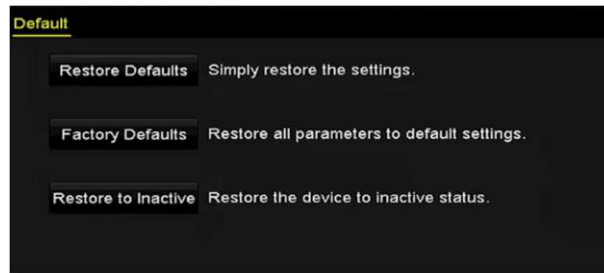 Default
Restore Defaults Simply restore the settings.
Factory Defaults Restore all parameters to default settings.
Restore to Inactive Restore the device to inactive status.